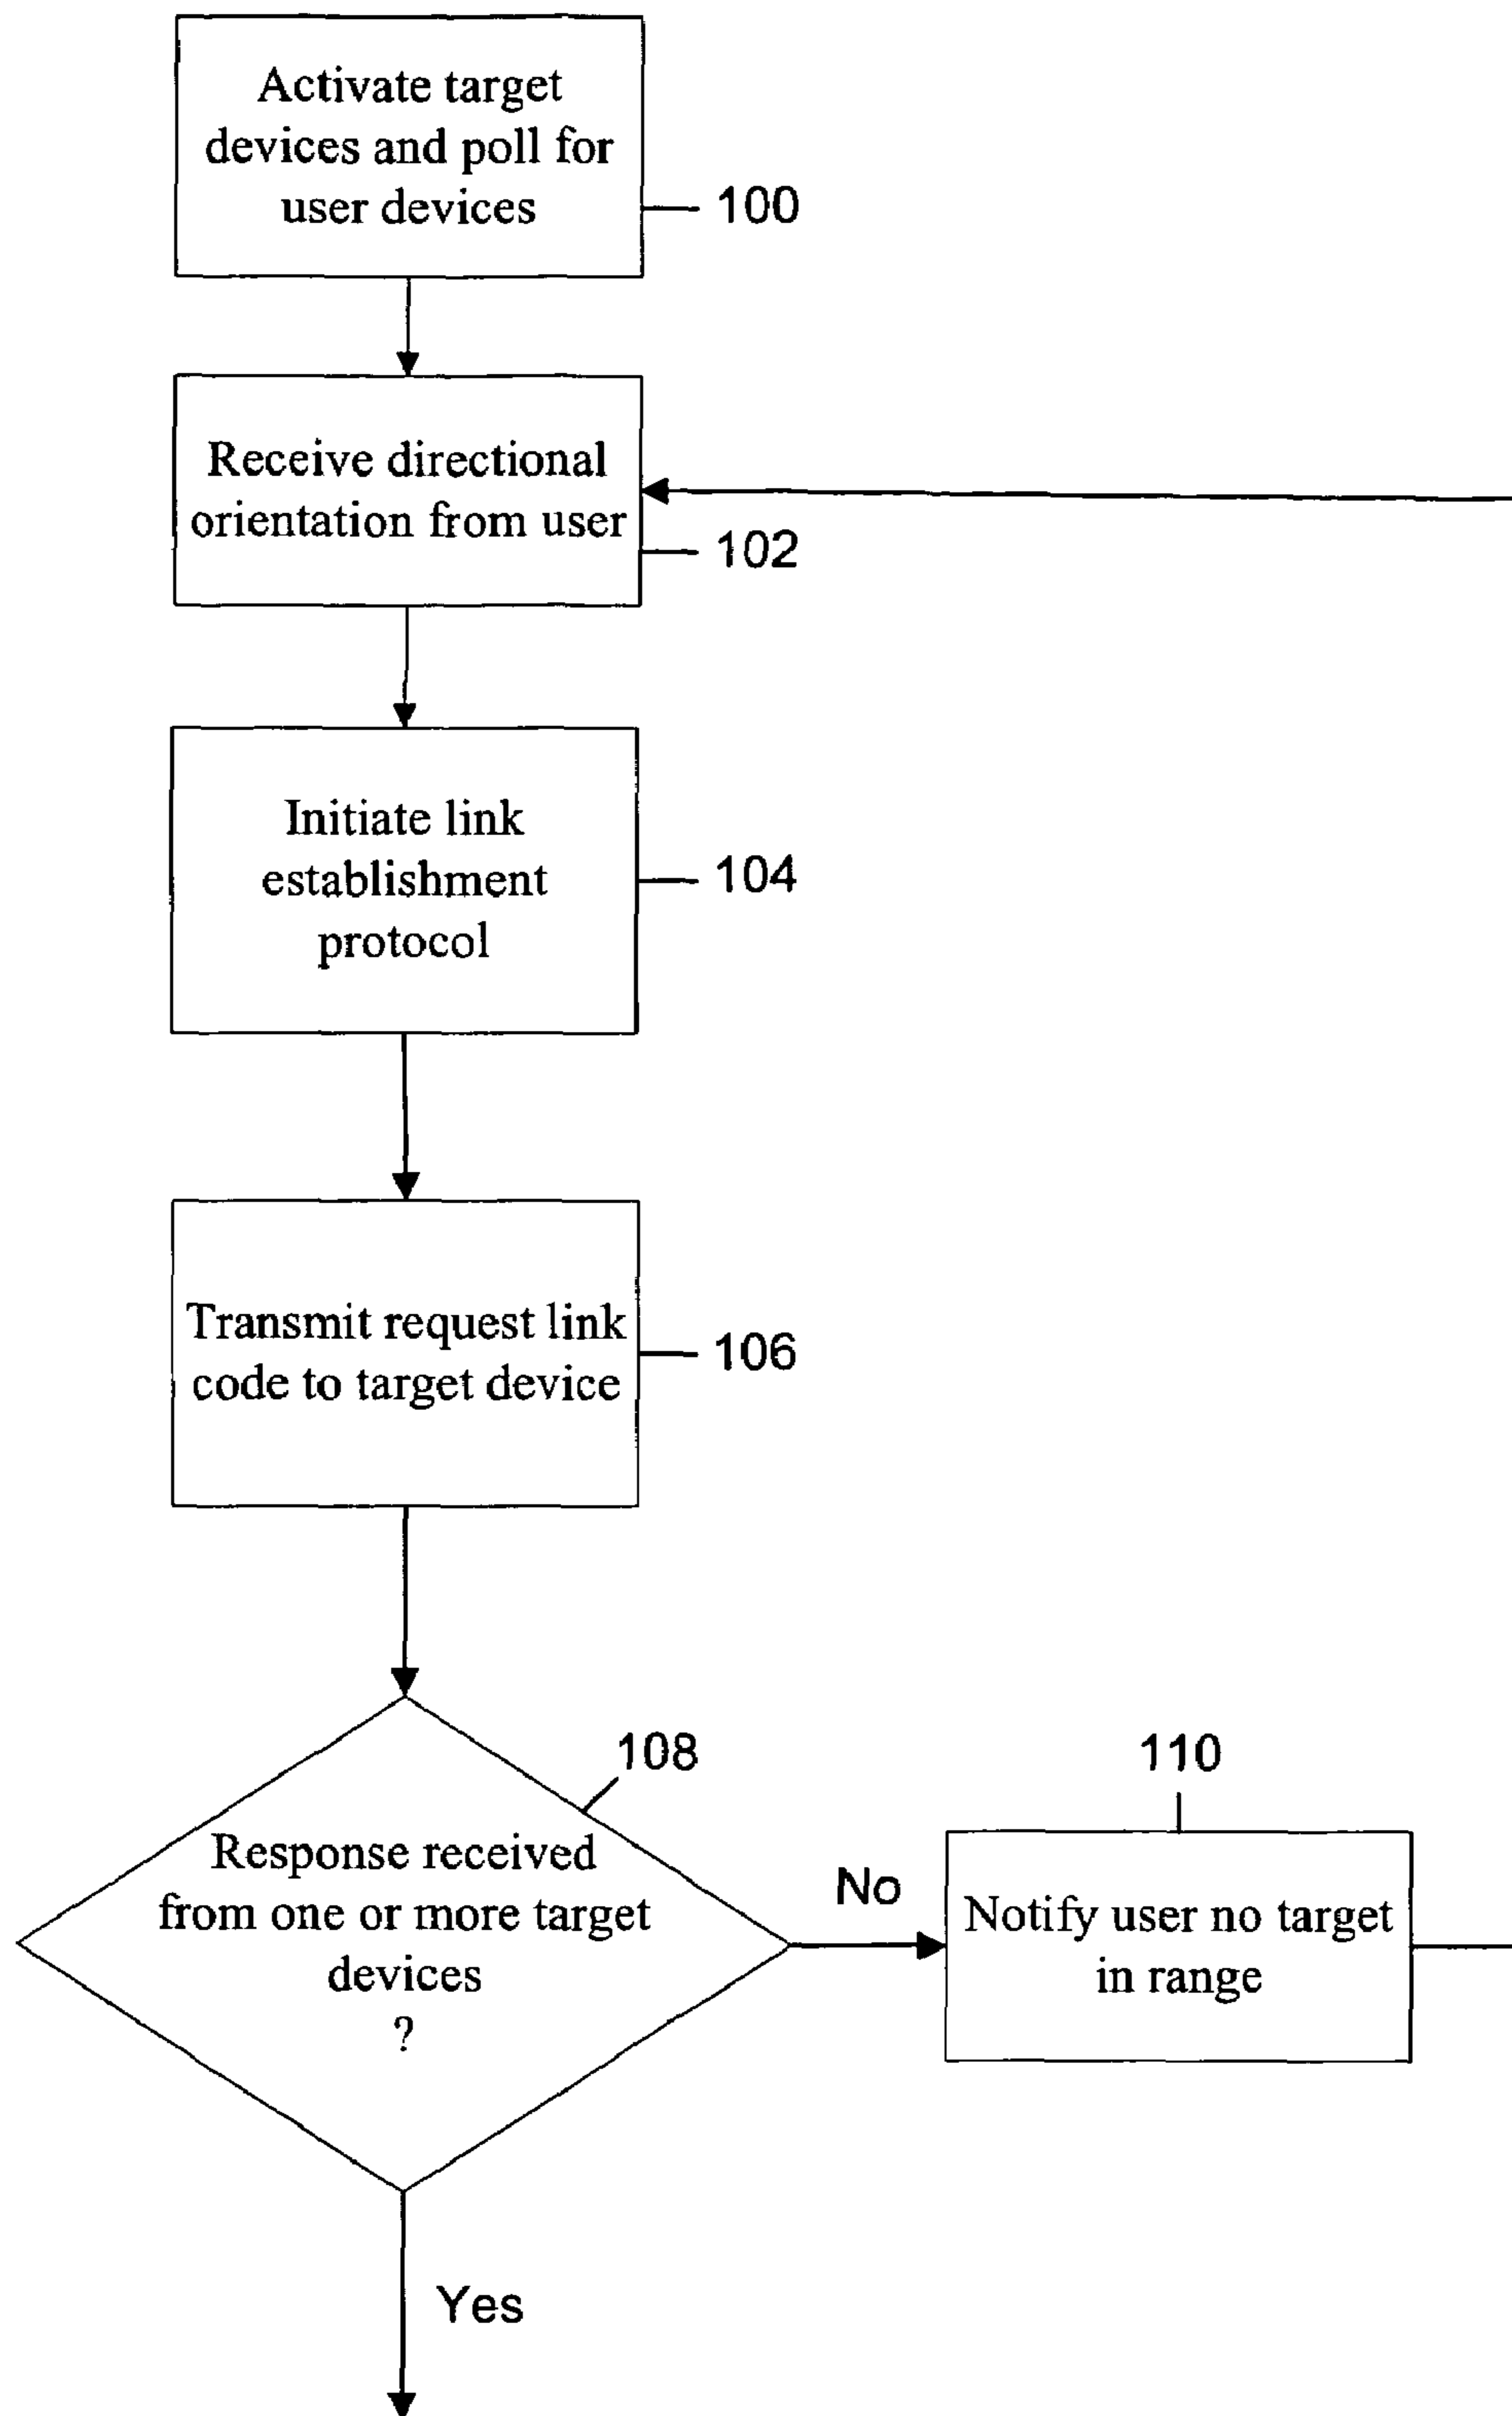 Activate target
devices and poll for
user devices
100
Receive directional
orientation from user
102
Initiate link
establishment
protocol
104
Transmit request link
code to target device
106
108
Response received
from one or more target
devices
?
No
110
Notify user no target
in range
Yes